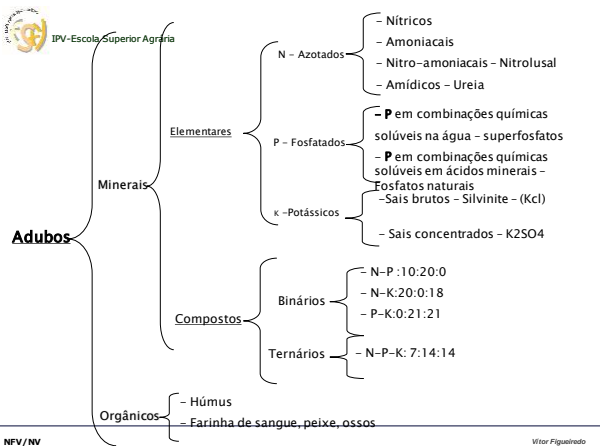 IPV-Escola Superior Agrária
Adubos
Minerais
Elementares
N – Azotados
– Nítricos
– Amoniacais
– Nitro-amoniacais – Nitrolusal
– Amídicos – Ureia
P – Fosfatados
– P em combinações químicas
solúveis na água – superfosfatos
– P em combinações químicas
solúveis em ácidos minerais –
Fosfatos naturais
K -Potássicos
-Sais brutos – Silvinite – (Kcl)
– Sais concentrados – K2SO4
Compostos
Binários
– N-P :10:20:0
– N-K:20:0:18
– P-K:0:21:21
Ternários
– N-P-K: 7:14:14
Orgânicos
– Húmus
– Farinha de sangue, peixe, ossos
NFV/NV
Vitor Figueiredo